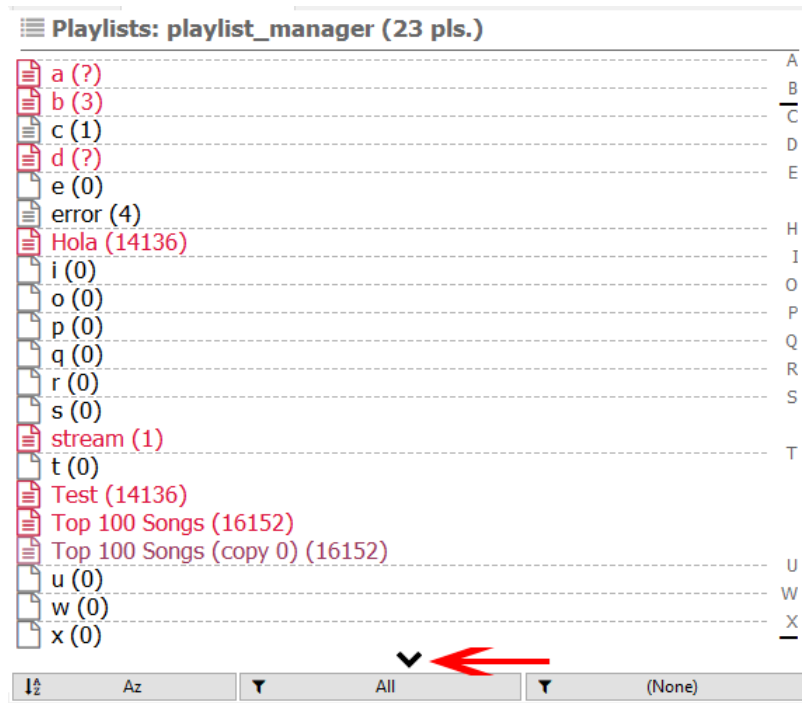 Playlists: playlist_manager (23 pls.)
A
a (?)
B
b (3)
C
c (1)
D
d (?)
E
e (0)
error (4)
H
Hola (14136)
I
i (0)
O
o (0)
P
p (0)
Q
q (0)
R
r (0)
S
s (0)
stream (1)
T
t (0)
Test (14136)
Top 100 Songs (16152)
Top 100 Songs (copy 0) (16152)
U
u (0)
W
w (0)
X
x (0)
Az All (None)